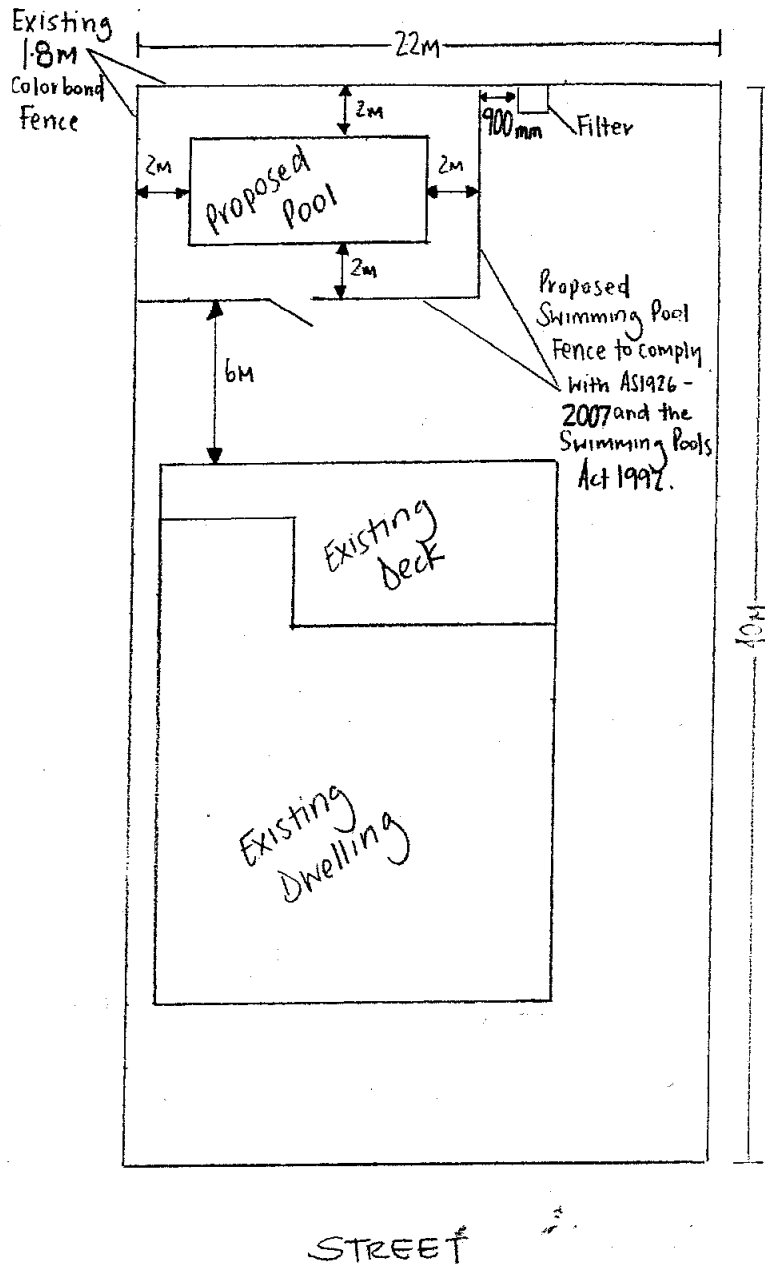 Existing
1.8M
Colorbond
Fence
22M
2M
900mm
Filter
2M
Proposed
Pool
2M
2M
Proposed
Swimming Pool
Fence to comply
with AS1926-
2007 and the
Swimming Pools
Act 1992.
6M
Existing
Deck
40M
Existing
Dwelling
STREET